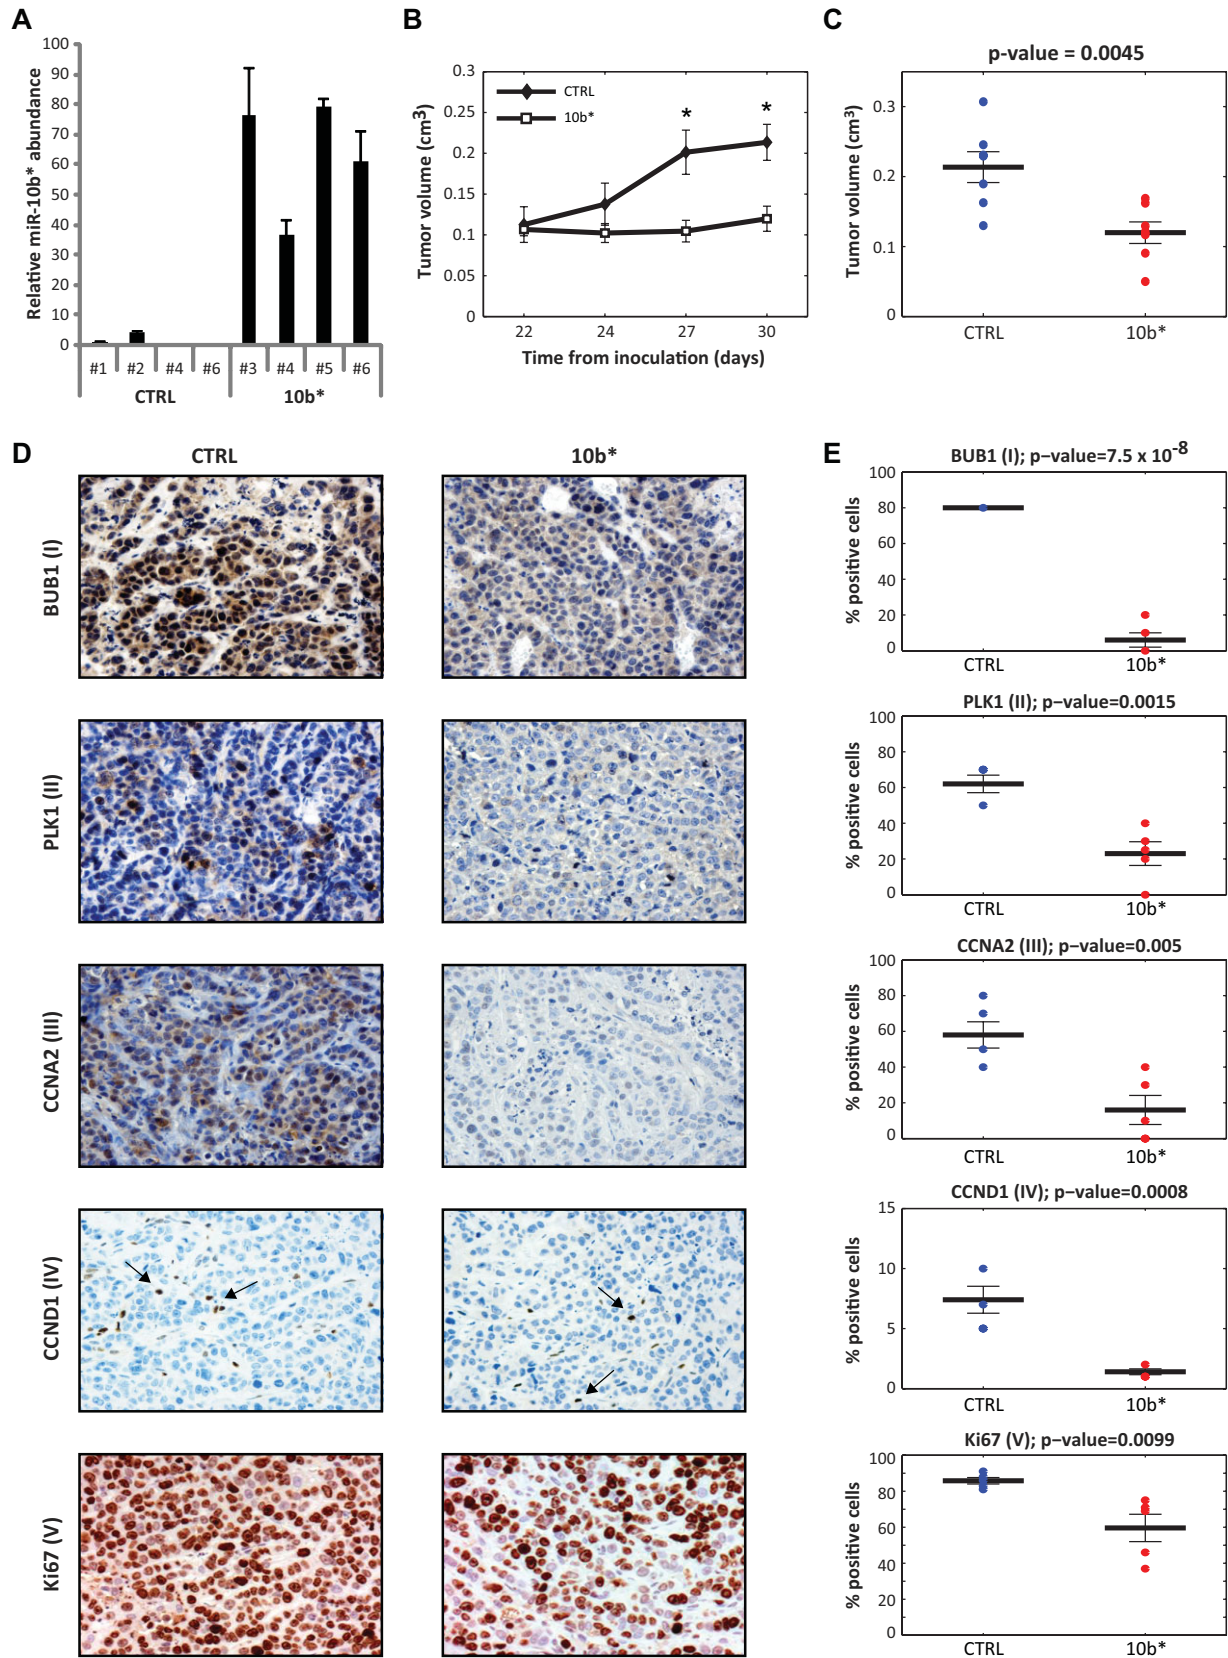 A
Relative miR-10b* abundance
100
90
80
70
60
50
40
30
20
10
0
#1 #2 #4 #6 #3 #4 #5 #6
CTRL 10b*
B
Tumor volume (cm3)
0.3
0.25
0.2
0.15
0.1
0.05
0
CTRL
10b*
* *
22 24 27 30
Time from inoculation (days)
C
p-value = 0.0045
Tumor volume (cm3)
0.3
0.2
0.1
0
CTRL 10b*
D
CTRL 10b*
BUB1 (I)
PLK1 (II)
CCNA2 (III)
CCND1 (IV)
Ki67 (V)
E
BUB1 (I); p−value=7.5 x 10-8
% positive cells
100
80
60
40
20
0
CTRL 10b*
PLK1 (II); p−value=0.0015
% positive cells
100
80
60
40
20
0
CTRL 10b*
CCNA2 (III); p−value=0.005
% positive cells
100
80
60
40
20
0
CTRL 10b*
CCND1 (IV); p−value=0.0008
% positive cells
15
10
5
0
CTRL 10b*
Ki67 (V); p−value=0.0099
% positive cells
100
80
60
40
20
0
CTRL 10b*